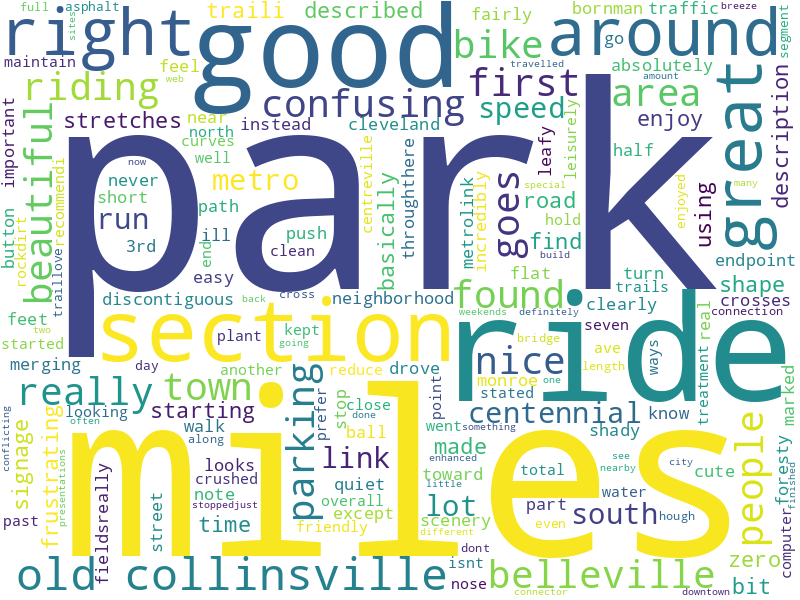 full
asphalt
traili
described
fairly
bornman
traffic
breeze
sites
right
good
bike
around
go
segment
maintain
feel
web
travelled
amount
absolutely
riding
confusing
first
speed
area
great
stretches
near
instead
cleveland
enjoy
important
north
curves
leafy
leisurely
half
description
beautiful
recommendi
now
well
never
metro
centreville
basically
throughthere
metrolink
incredibly
goes
special
many
enjoyed
using
park
short
path
run
road
hold
button
rockdirt
traillove
3rd
ill
push
clean
end
find
build
endpoint
easy
flat
turn
trails
shape
discontiguous
back
cross
neighborhood
found
clearly
crosses
feet
weekends
definitely
seven
connection
started
two
section
plant
kept
going
ride
real
treatment
bridge
ave
ways
merging
day
another
reduce
drove
nice
length
monroe
one
stated
marked
really
town
parking
prefer
close
done
point
centennial
know
often
looking
starting
stop
ball
went
something
shady
conflicting
signage
frustrating
walk
along
link
made
enhanced
people
foresty
looks
quiet
toward
little
total
see
nearby
city
cute
presentations
crushed
overall
miles
past
fieldsreally
street
note
stoppedjust
except
lot
part
water
computer
finished
time
friendly
scenery
different
even
south
hough
dont
isnt
zero
old collinsville
nose
belleville
connector
downtown
bit